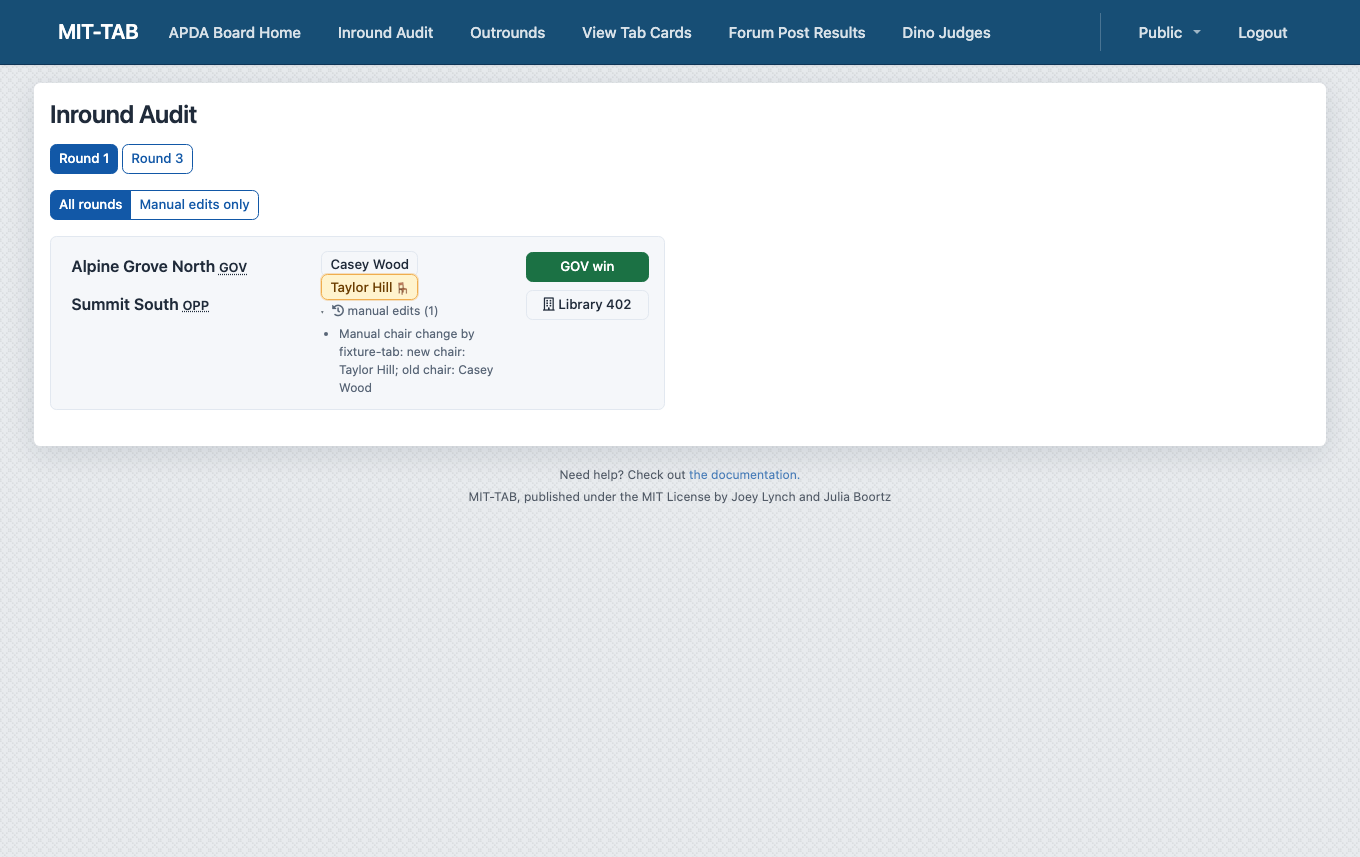 MIT-TAB APDA Board Home Inround Audit Outrounds View Tab Cards Forum Post Results Dino Judges Public Logout
Inround Audit
Round 1 Round 3
All rounds Manual edits only
Alpine Grove North GOV
Summit South OPP
Casey Wood
Taylor Hill
· manual edits (1)
• Manual chair change by
fixture-tab: new chair:
Taylor Hill; old chair: Casey
Wood
GOV win
Library 402
Need help? Check out the documentation.
MIT-TAB, published under the MIT License by Joey Lynch and Julia Boortz